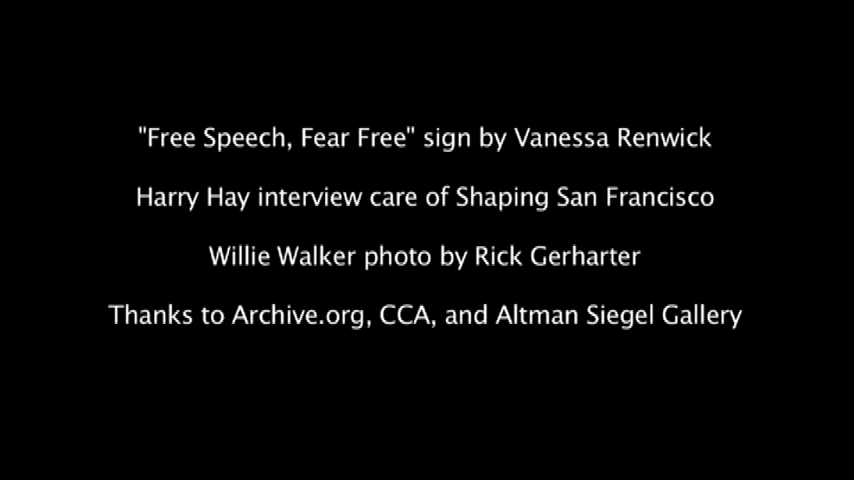 "Free Speech, Fear Free" sign by Vanessa Renwick
Harry Hay interview care of Shaping San Francisco
Willie Walker photo by Rick Gerharter
Thanks to Archive.org, CCA, and Altman Siegel Gallery